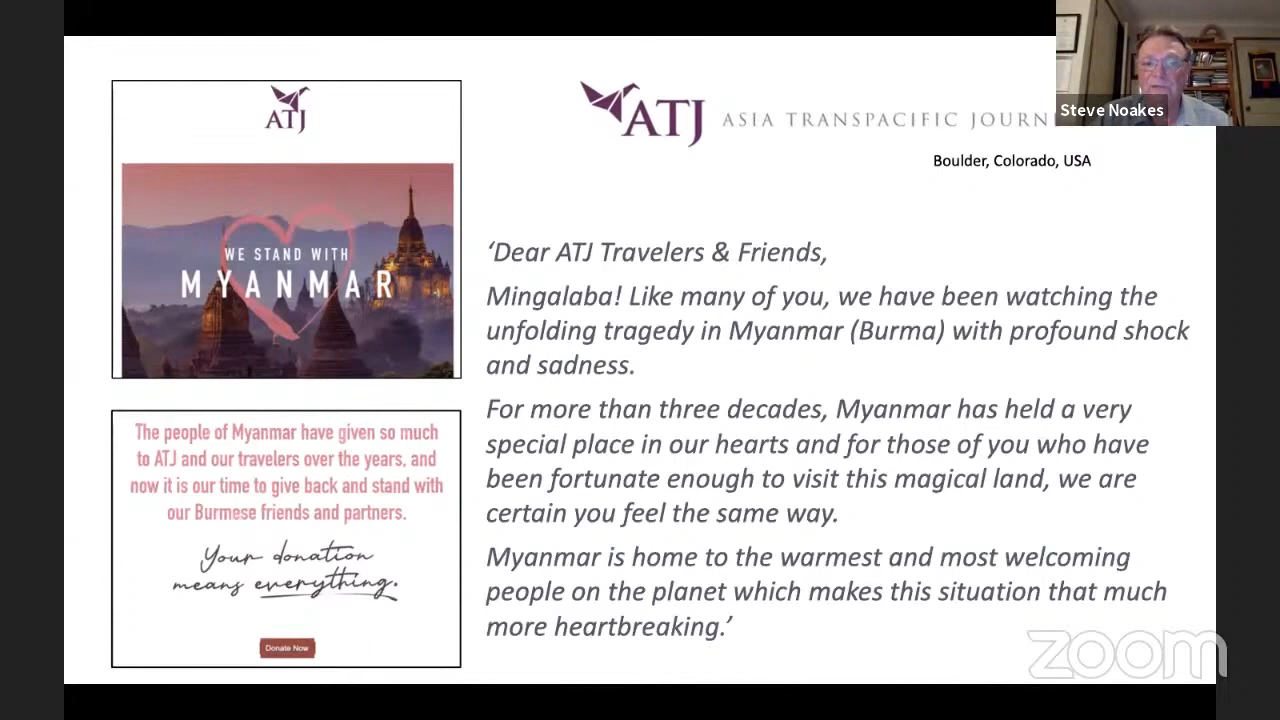 ATJ
WE STAND WITH
MYANMAR
The people of Myanmar have given so much
to ATJ and our travelers over the years, and
now it is our time to give back and stand with
our Burmese friends and partners.
Your donation
means everything.
Donate Now
ATJ ASIA TRANSPACIFIC JOURN
Boulder, Colorado, USA
‘Dear ATJ Travelers & Friends,
Mingalaba! Like many of you, we have been watching the
unfolding tragedy in Myanmar (Burma) with profound shock
and sadness.
For more than three decades, Myanmar has held a very
special place in our hearts and for those of you who have
been fortunate enough to visit this magical land, we are
certain you feel the same way.
Myanmar is home to the warmest and most welcoming
people on the planet which makes this situation that much
more heartbreaking.’
Steve Noakes
zoom